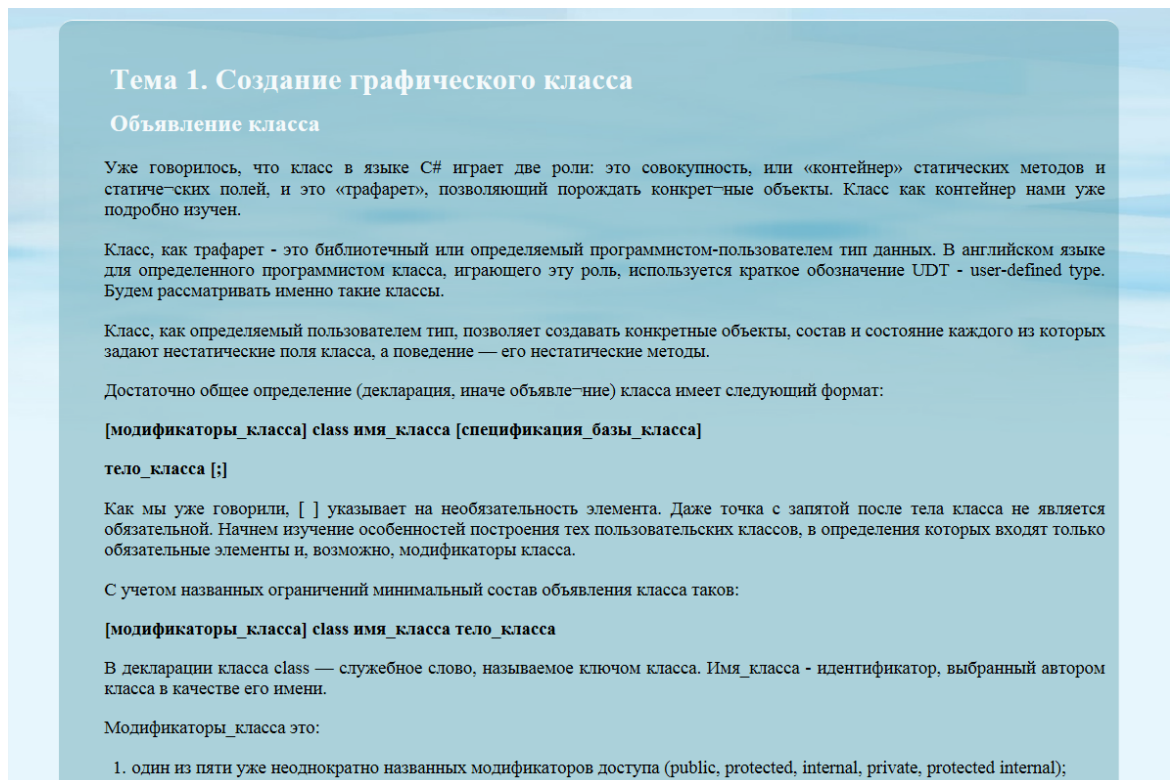 Тема 1. Создание графического класса
Объявление класса
Уже говорилось, что класс в языке C# играет две роли: это совокупность, или «контейнер» статических методов и
статиче¬ских полей, и это «трафарет», позволяющий порождать конкрет¬ные объекты. Класс как контейнер нами уже
подробно изучен.
Класс, как трафарет - это библиотечный или определяемый программистом-пользователем тип данных. В английском языке
для определенного программистом класса, играющего эту роль, используется краткое обозначение UDT - user-defined type.
Будем рассматривать именно такие классы.
Класс, как определяемый пользователем тип, позволяет создавать конкретные объекты, состав и состояние каждого из которых
задают нестатические поля класса, а поведение — его нестатические методы.
Достаточно общее определение (декларация, иначе объявле¬ние) класса имеет следующий формат:
[модификаторы_класса] class имя_класса [спецификация_базы_класса]
тело_класса [;]
Как мы уже говорили, [ ] указывает на необязательность элемента. Даже точка с запятой после тела класса не является
обязательной. Начнем изучение особенностей построения тех пользовательских классов, в определения которых входят только
обязательные элементы и, возможно, модификаторы класса.
С учетом названных ограничений минимальный состав объявления класса таков:
[модификаторы_класса] class имя_класса тело_класса
В декларации класса class — служебное слово, называемое ключом класса. Имя_класса - идентификатор, выбранный автором
класса в качестве его имени.
Модификаторы_класса это:
1. один из пяти уже неоднократно названных модификаторов доступа (public, protected, internal, private, protected internal);